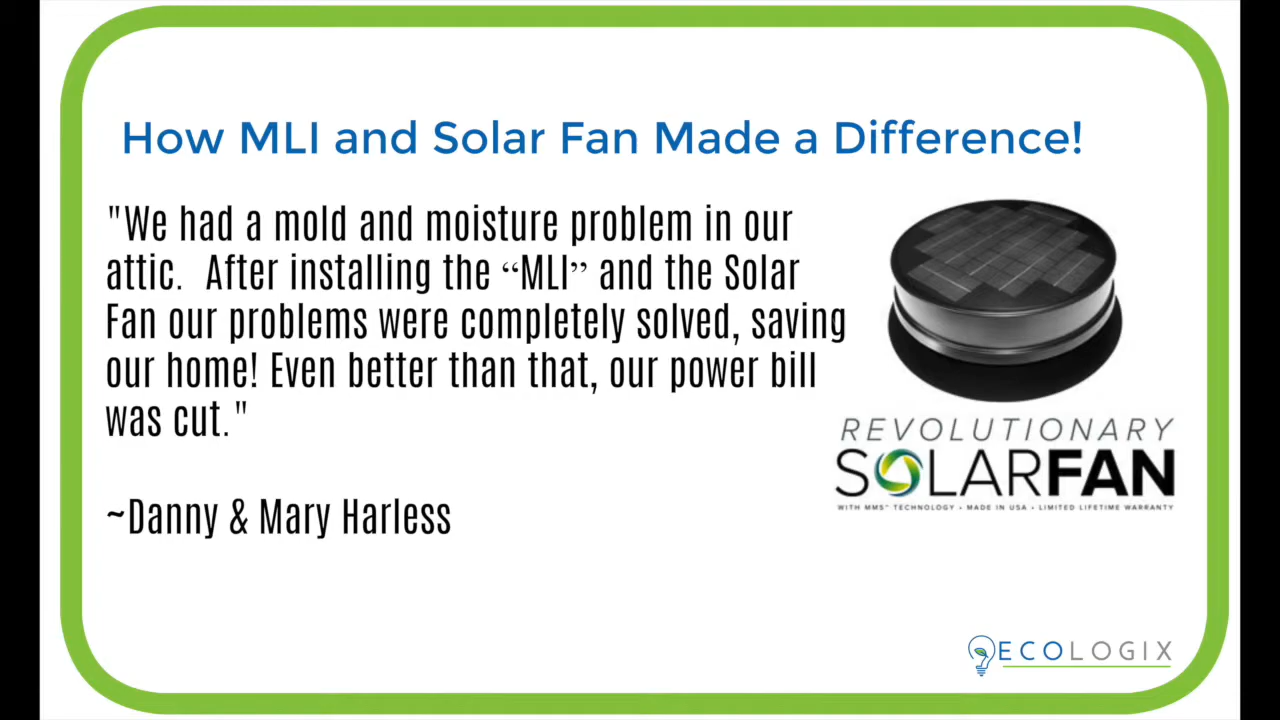 How MLI and Solar Fan Made a Difference!
"We had a mold and moisture problem in our
attic.  After installing the “MLI” and the Solar
Fan our problems were completely solved, saving
our home! Even better than that, our power bill
was cut."
~Danny & Mary Harless
REVOLUTIONARY
SOLARFAN
WITH MMS™ TECHNOLOGY • MADE IN USA • LIMITED LIFETIME WARRANTY
ECOLOGIX